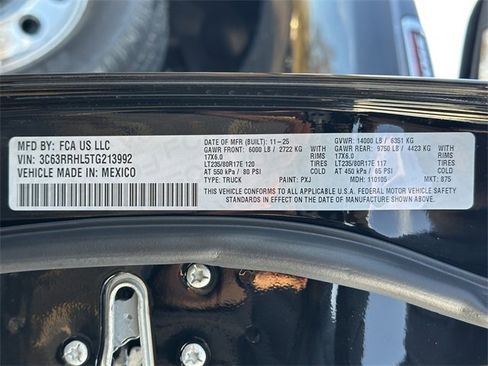 MFD BY: FCA US LLC
VIN: 3C63RRHL5TG213992
VEHICLE MADE IN: MEXICO
DATE OF MFR (BUILT): 11-25 GVWR: 14000 LB / 6351 KG
GAWR FRONT: 6000 LB / 2722 KG WITH GAWR REAR: 9750 LB / 4423 KG WITH
17X6.0 RIMS 17X6.0 RIMS
LT235/80R17E 120 TIRES LT235/80R17E 117 TIRES
AT 550 kPa / 80 PSI COLD AT 450 kPa / 65 PSI COLD
TYPE: TRUCK PAINT: PXJ MDH: 110105 MKT: 875
THIS VEHICLE CONFORMS TO ALL APPLICABLE U.S.A. FEDERAL MOTOR VEHICLE SAFETY
STANDARDS IN EFFECT ON THE DATE OF MANUFACTURE SHOWN ABOVE.